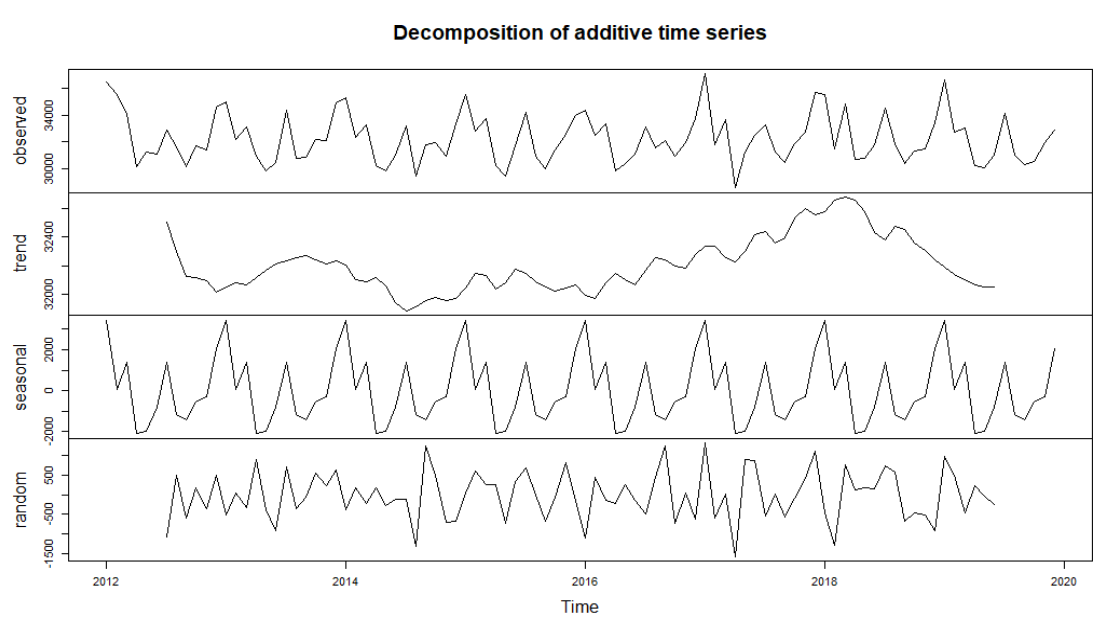 Decomposition of additive time series
observed
30000 34000
trend
32000 32400
seasonal
-2000 0 2000
random
-1500 -500 500
2012 2014 2016 2018 2020
Time